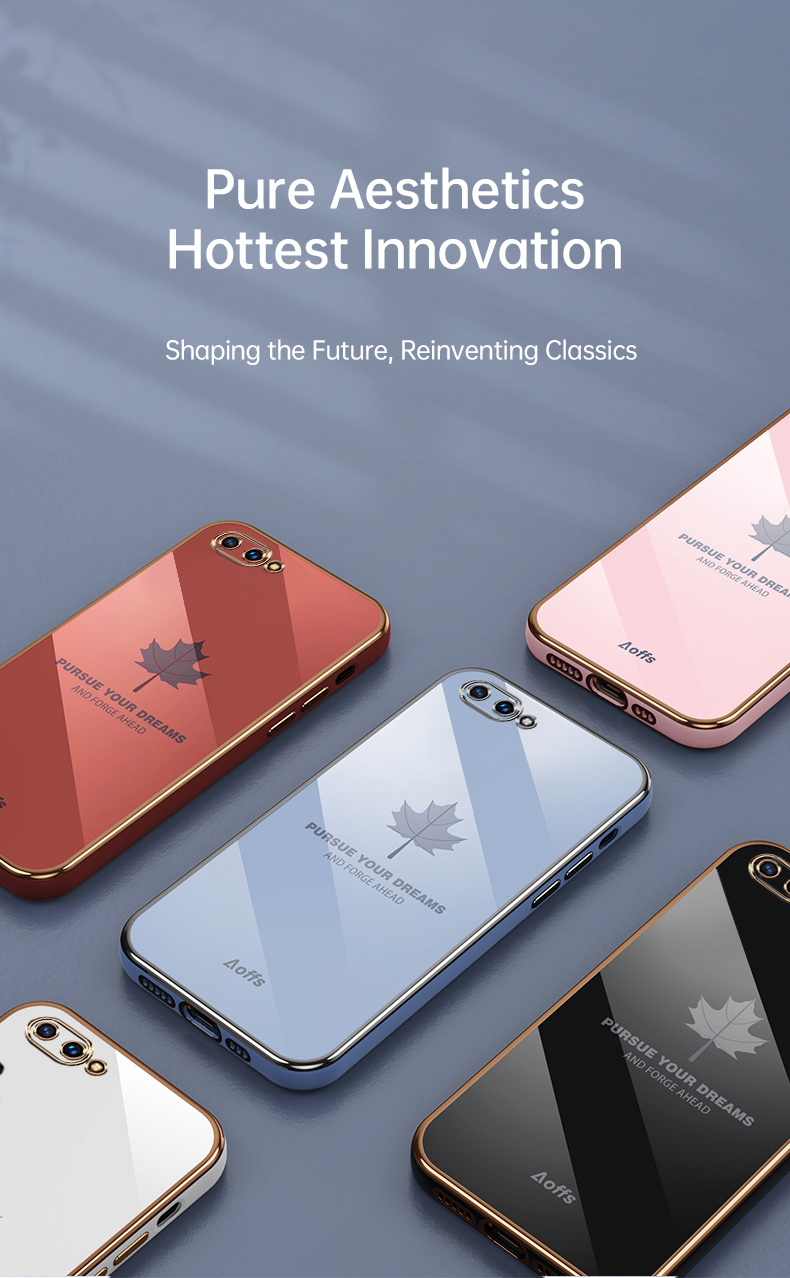 Pure Aesthetics
Hottest Innovation
Shaping the Future, Reinventing Classics
PURSUE YOUR DREAMS
AND FORGE AHEAD
PURSUE YOUR
AND FORGE AHEAD
Aoffs
PURSUE YOUR DREAMS
AND FORGE AHEAD
Aoffs
PURSUE YOUR DREAMS
AND FORGE AHEAD
Aoffs